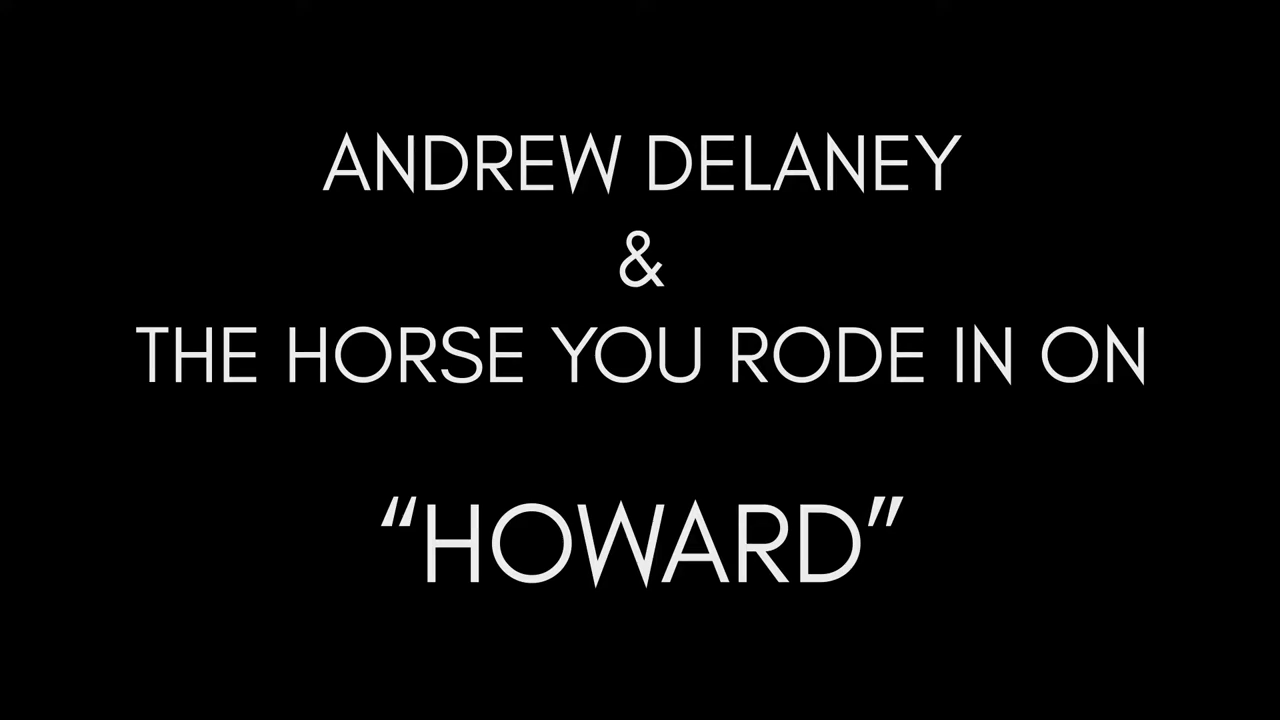 ANDREW DELANEY
&
THE HORSE YOU RODE IN ON
“HOWARD”